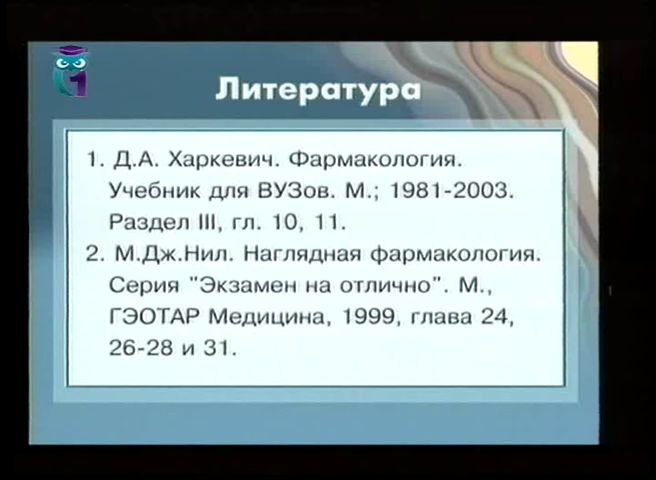 Литература
1. Д.А. Харкевич. Фармакология.
Учебник для ВУЗов. М.; 1981-2003.
Раздел III, гл. 10, 11.
2. М.Дж.Нил. Наглядная фармакология.
Серия "Экзамен на отлично". М.,
ГЭОТАР Медицина, 1999, глава 24,
26-28 и 31.
1